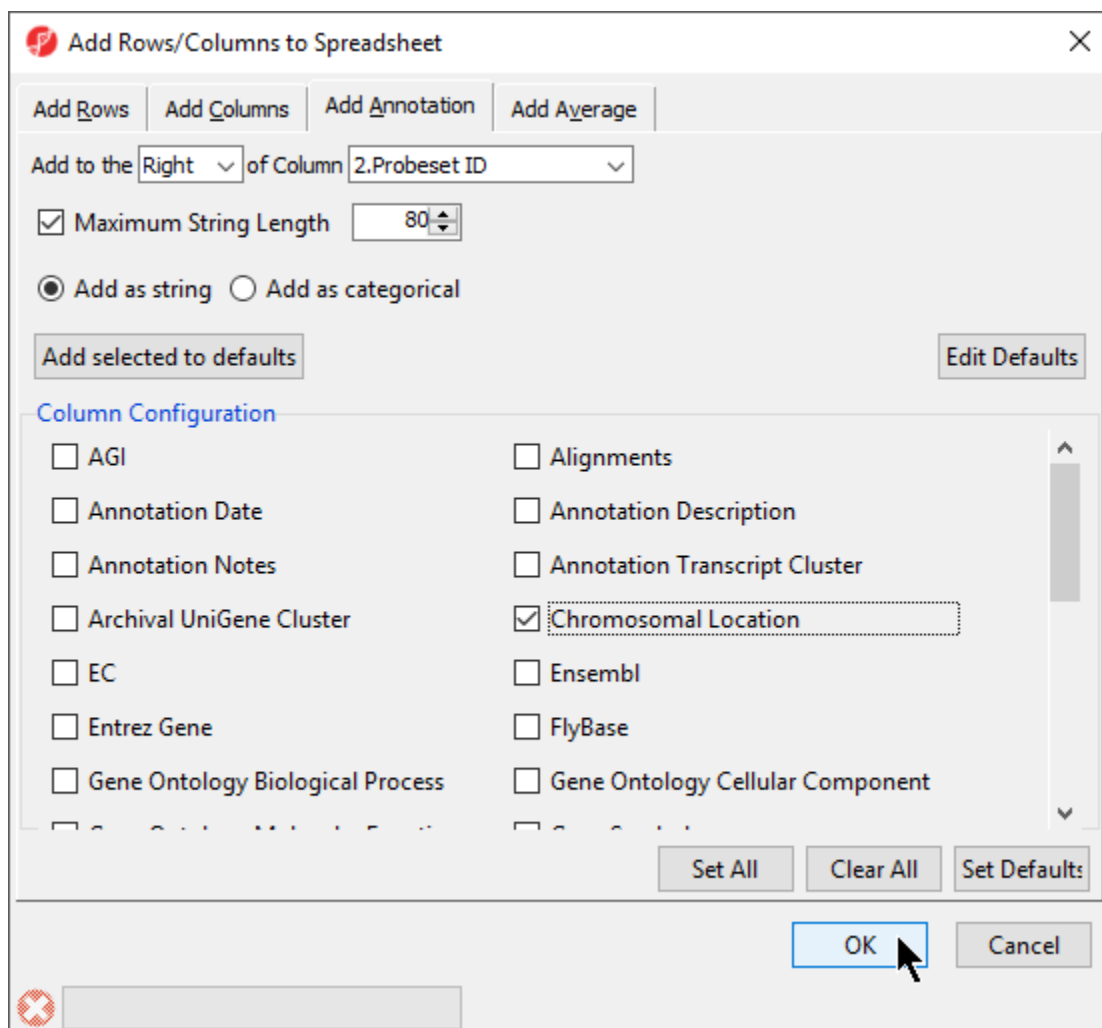 Add Rows/Columns to Spreadsheet
Add Rows Add Columns Add Annotation Add Average
Add to the Right of Column 2.Probeset ID
Maximum String Length 80
Add as string Add as categorical
Add selected to defaults Edit Defaults
Column Configuration
AGI Alignments
Annotation Date Annotation Description
Annotation Notes Annotation Transcript Cluster
Archival UniGene Cluster Chromosomal Location
EC Ensembl
Entrez Gene FlyBase
Gene Ontology Biological Process Gene Ontology Cellular Component
Set All Clear All Set Defaults
OK Cancel